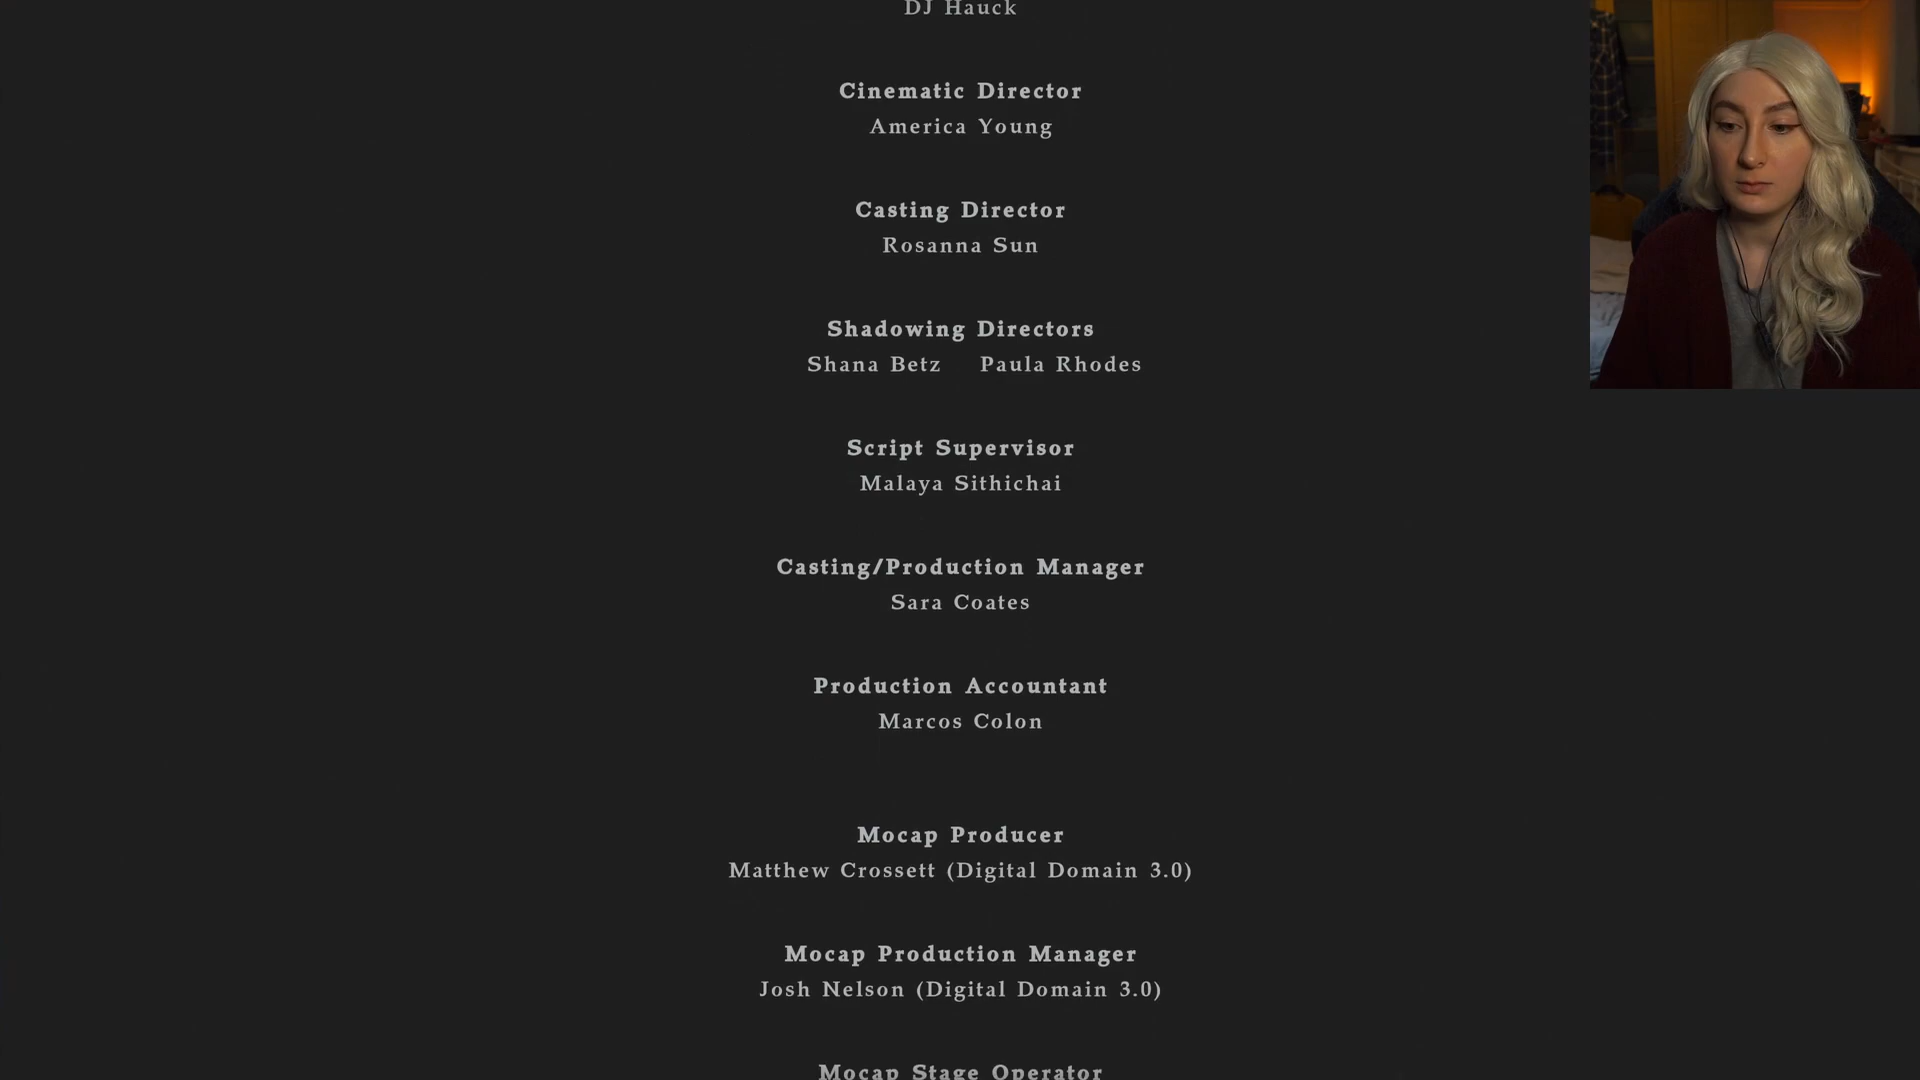 DJ Hauck
Cinematic Director
America Young
Casting Director
Rosanna Sun
Shadowing Directors
Shana Betz Paula Rhodes
Script Supervisor
Malaya Sithichai
Casting/Production Manager
Sara Coates
Production Accountant
Marcos Colon
Mocap Producer
Matthew Crossett (Digital Domain 3.0)
Mocap Production Manager
Josh Nelson (Digital Domain 3.0)
Mocap Stage Operator